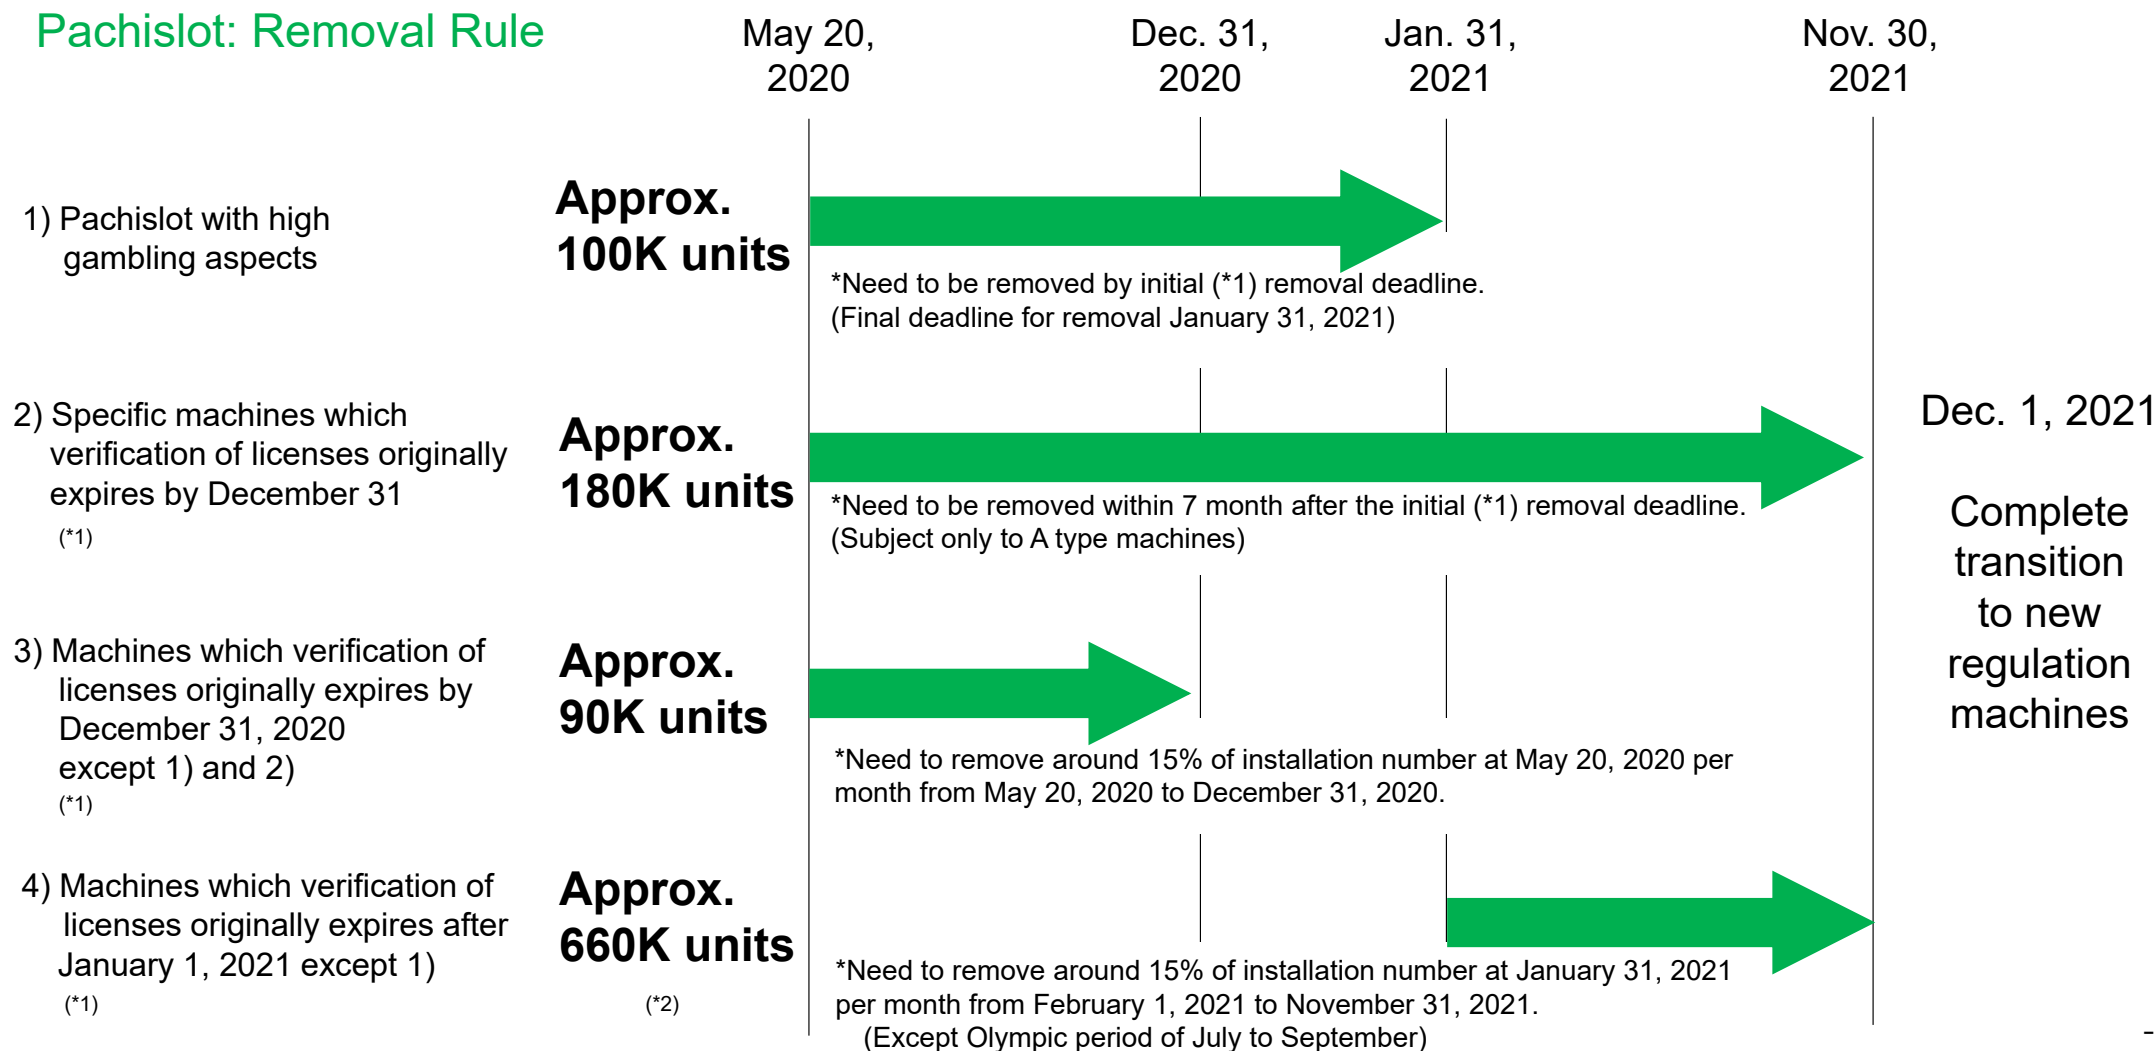 Pachislot: Removal Rule
May 20,
2020
Dec. 31,
2020
Jan. 31,
2021
Nov. 30,
2021
1) Pachislot with high
gambling aspects
Approx.
100K units
*Need to be removed by initial (*1) removal deadline.
(Final deadline for removal January 31, 2021)
2) Specific machines which
verification of licenses originally
expires by December 31
(*1)
Approx.
180K units
*Need to be removed within 7 month after the initial (*1) removal deadline.
(Subject only to A type machines)
3) Machines which verification of
licenses originally expires by
December 31, 2020
except 1) and 2)
(*1)
Approx.
90K units
*Need to remove around 15% of installation number at May 20, 2020 per
month from May 20, 2020 to December 31, 2020.
4) Machines which verification of
licenses originally expires after
January 1, 2021 except 1)
(*1)
Approx.
660K units
(*2)
*Need to remove around 15% of installation number at January 31, 2021
per month from February 1, 2021 to November 31, 2021.
(Except Olympic period of July to September)
Dec. 1, 2021
Complete
transition
to new
regulation
machines
-